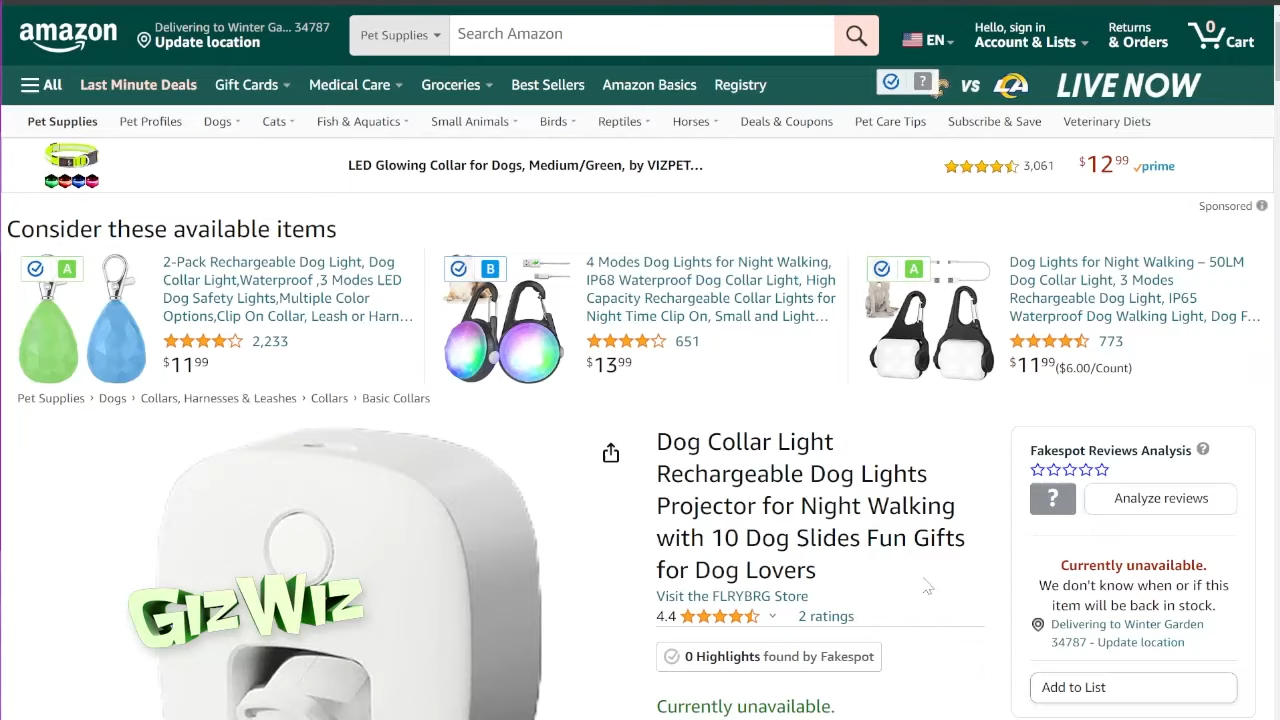 amazon
Delivering to Winter Ga... 34787
Update location
Pet Supplies
Search Amazon
EN
Hello, sign in
Account & Lists
Returns
& Orders
0
Cart
All
Last Minute Deals
Gift Cards
Medical Care
Groceries
Best Sellers
Amazon Basics
Registry
?
VS
LIVE NOW
Pet Supplies
Pet Profiles
Dogs
Cats
Fish & Aquatics
Small Animals
Birds
Reptiles
Horses
Deals & Coupons
Pet Care Tips
Subscribe & Save
Veterinary Diets
LED Glowing Collar for Dogs, Medium/Green, by VIZPET...
3,061
$12 99
prime
Sponsored
Consider these available items
A
2-Pack Rechargeable Dog Light, Dog
Collar Light,Waterproof ,3 Modes LED
Dog Safety Lights,Multiple Color
Options,Clip On Collar, Leash or Harn...
2,233
$11 99
B
4 Modes Dog Lights for Night Walking,
IP68 Waterproof Dog Collar Light, High
Capacity Rechargeable Collar Lights for
Night Time Clip On, Small and Light...
651
$13 99
A
Dog Lights for Night Walking – 50LM
Dog Collar Light, 3 Modes
Rechargeable Dog Light, IP65
Waterproof Dog Walking Light, Dog F...
773
$11 99 ($6.00/Count)
Pet Supplies › Dogs › Collars, Harnesses & Leashes › Collars › Basic Collars
GIZWIZ
Dog Collar Light
Rechargeable Dog Lights
Projector for Night Walking
with 10 Dog Slides Fun Gifts
for Dog Lovers
Visit the FLRYBRG Store
4.4
2 ratings
0 Highlights found by Fakespot
Currently unavailable.
Fakespot Reviews Analysis
?
?
Analyze reviews
Currently unavailable.
We don't know when or if this
item will be back in stock.
Delivering to Winter Garden
34787 - Update location
Add to List